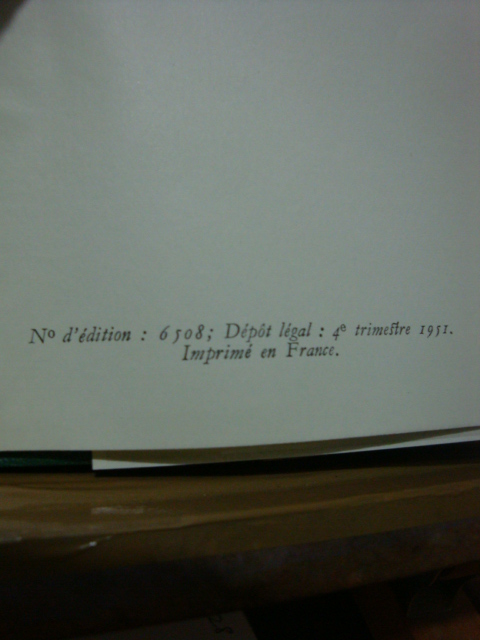 Nº d'édition : 6508; Dépôt légal : 4e trimestre 1951.
Imprimé en France.